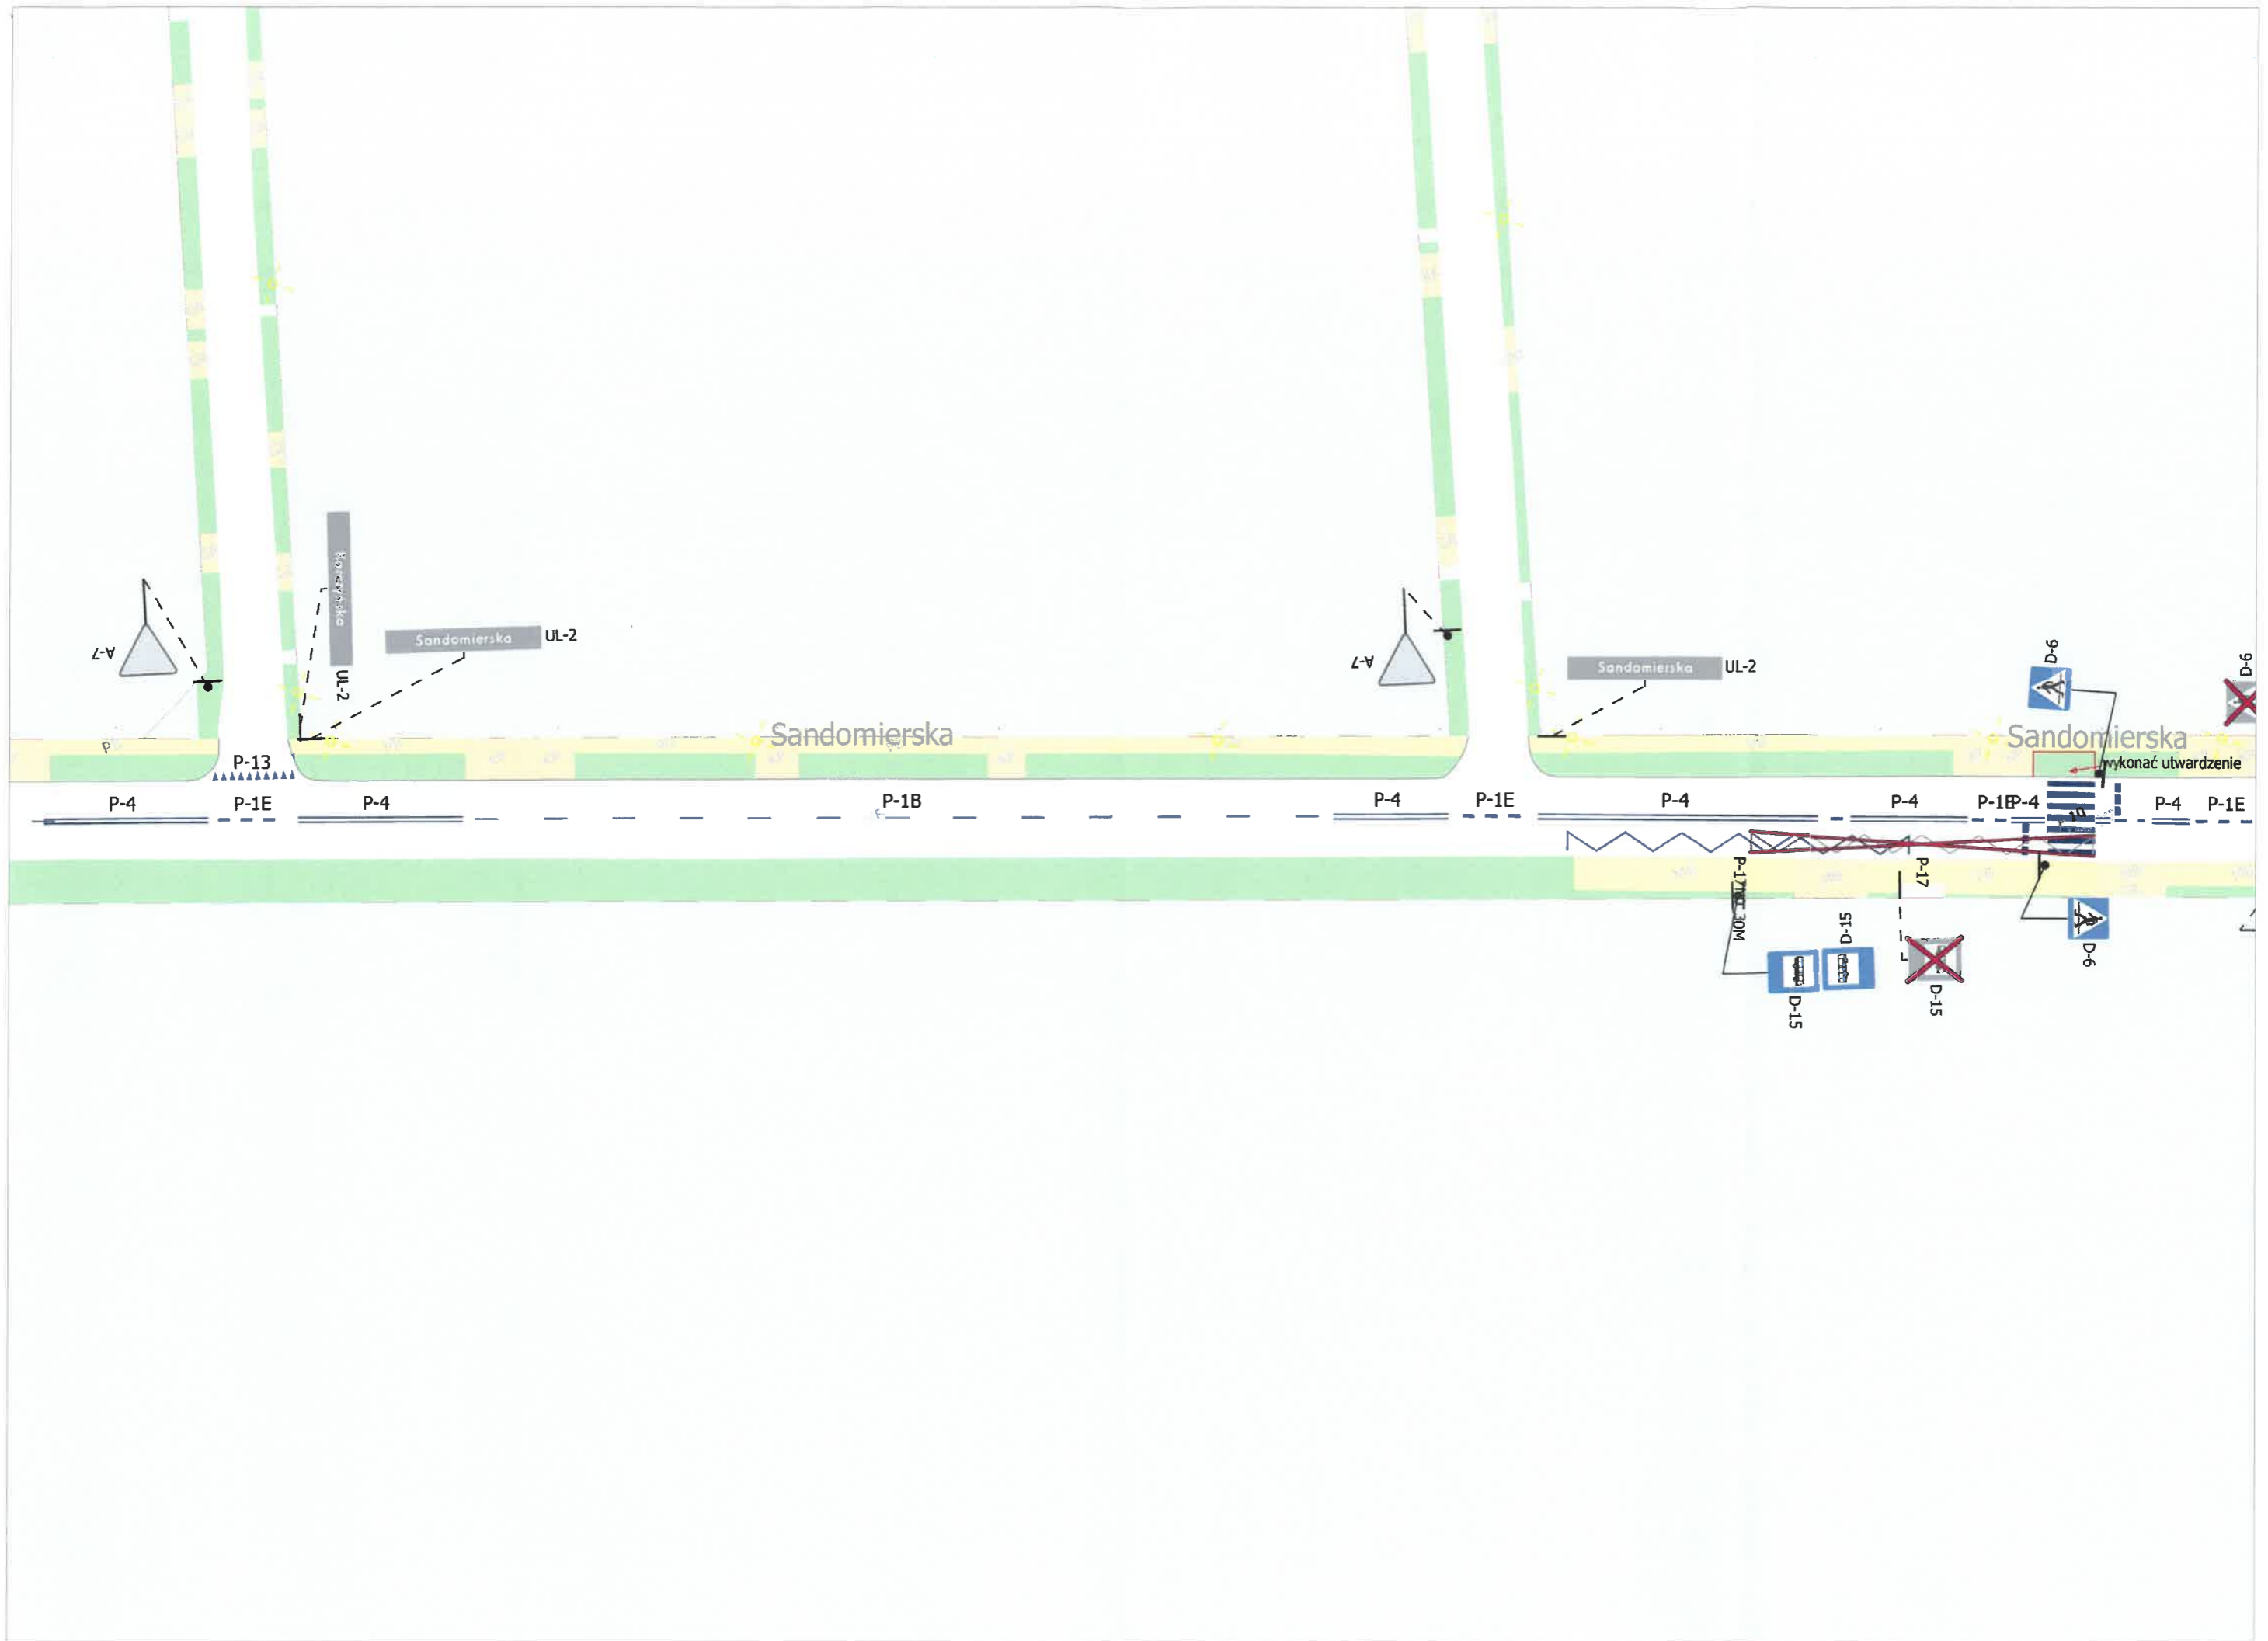 A-7
UL-2
Sandomierska
UL-2
A-7
Sandomierska
UL-2
D-6
D-6
Sandomierska
Sandomierska
P-13
wykonać utwardzenie
P-4
P-1E
P-4
P-1B
P-4
P-1E
P-4
P-4
P-4
P-4
P-1E
P-17
30M
P-17
D-15
D-15
D-15
D-6